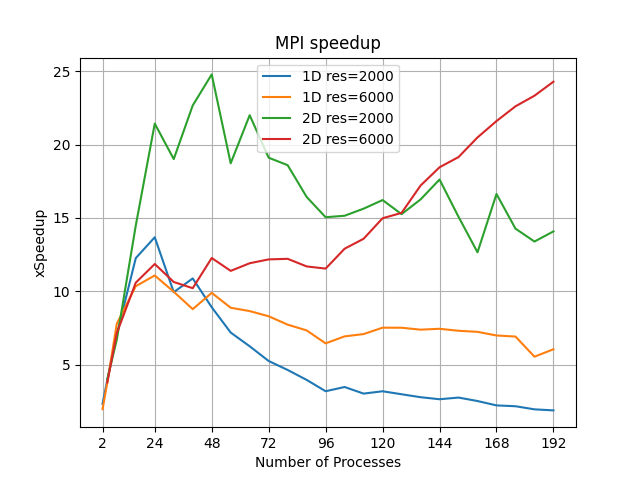 MPI speedup
1D res=2000
1D res=6000
2D res=2000
2D res=6000
25
20
15
10
5
xSpeedup
2 24 48 72 96 120 144 168 192
Number of Processes